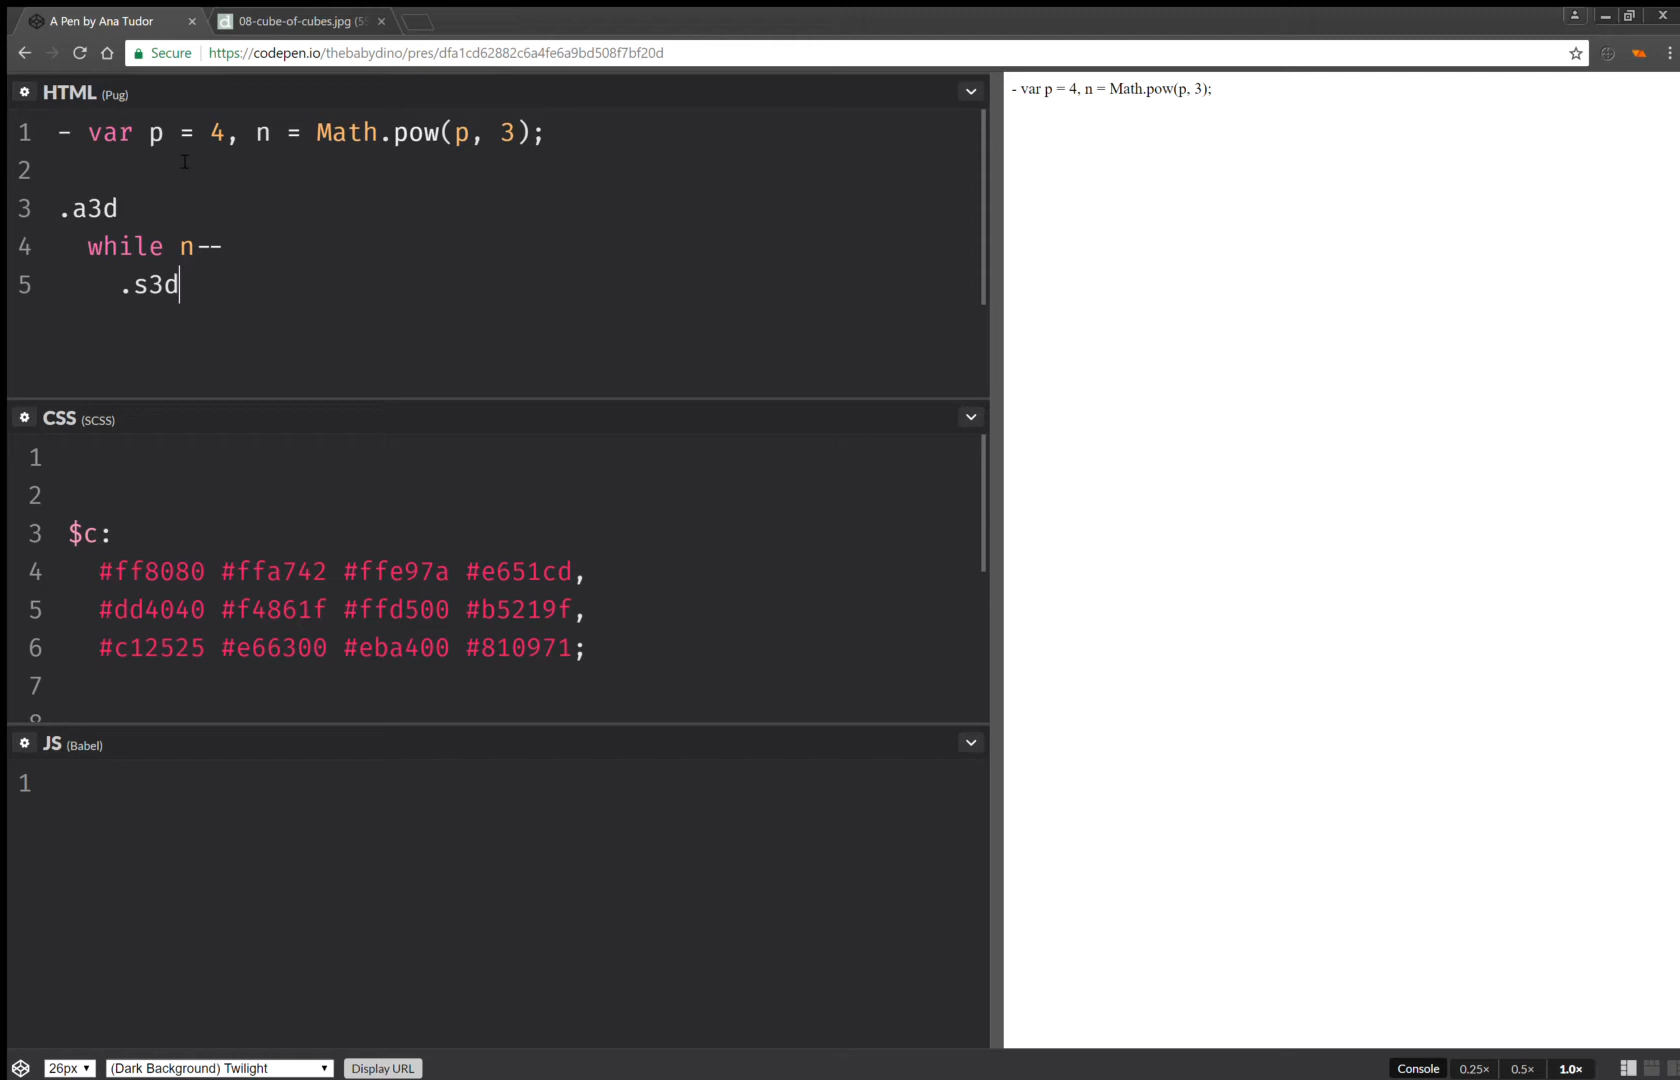 A Pen by Ana Tudor
08-cube-of-cubes.jpg
Secure
https://codepen.io/thebabydino/pres/dfa1cd62882c6a4fe6a9bd508f7bf20d
HTML (Pug)
1 - var p = 4, n = Math.pow(p, 3);
2
3 .a3d
4 while n--
5 .s3d
CSS (SCSS)
1
2
3 $c:
4 #ff8080 #ffa742 #ffe97a #e651cd,
5 #dd4040 #f4861f #ffd500 #b5219f,
6 #c12525 #e66300 #eba400 #810971;
7
8
JS (Babel)
1
- var p = 4, n = Math.pow(p, 3);
26px
(Dark Background) Twilight
Display URL
Console
0.25×
0.5×
1.0×